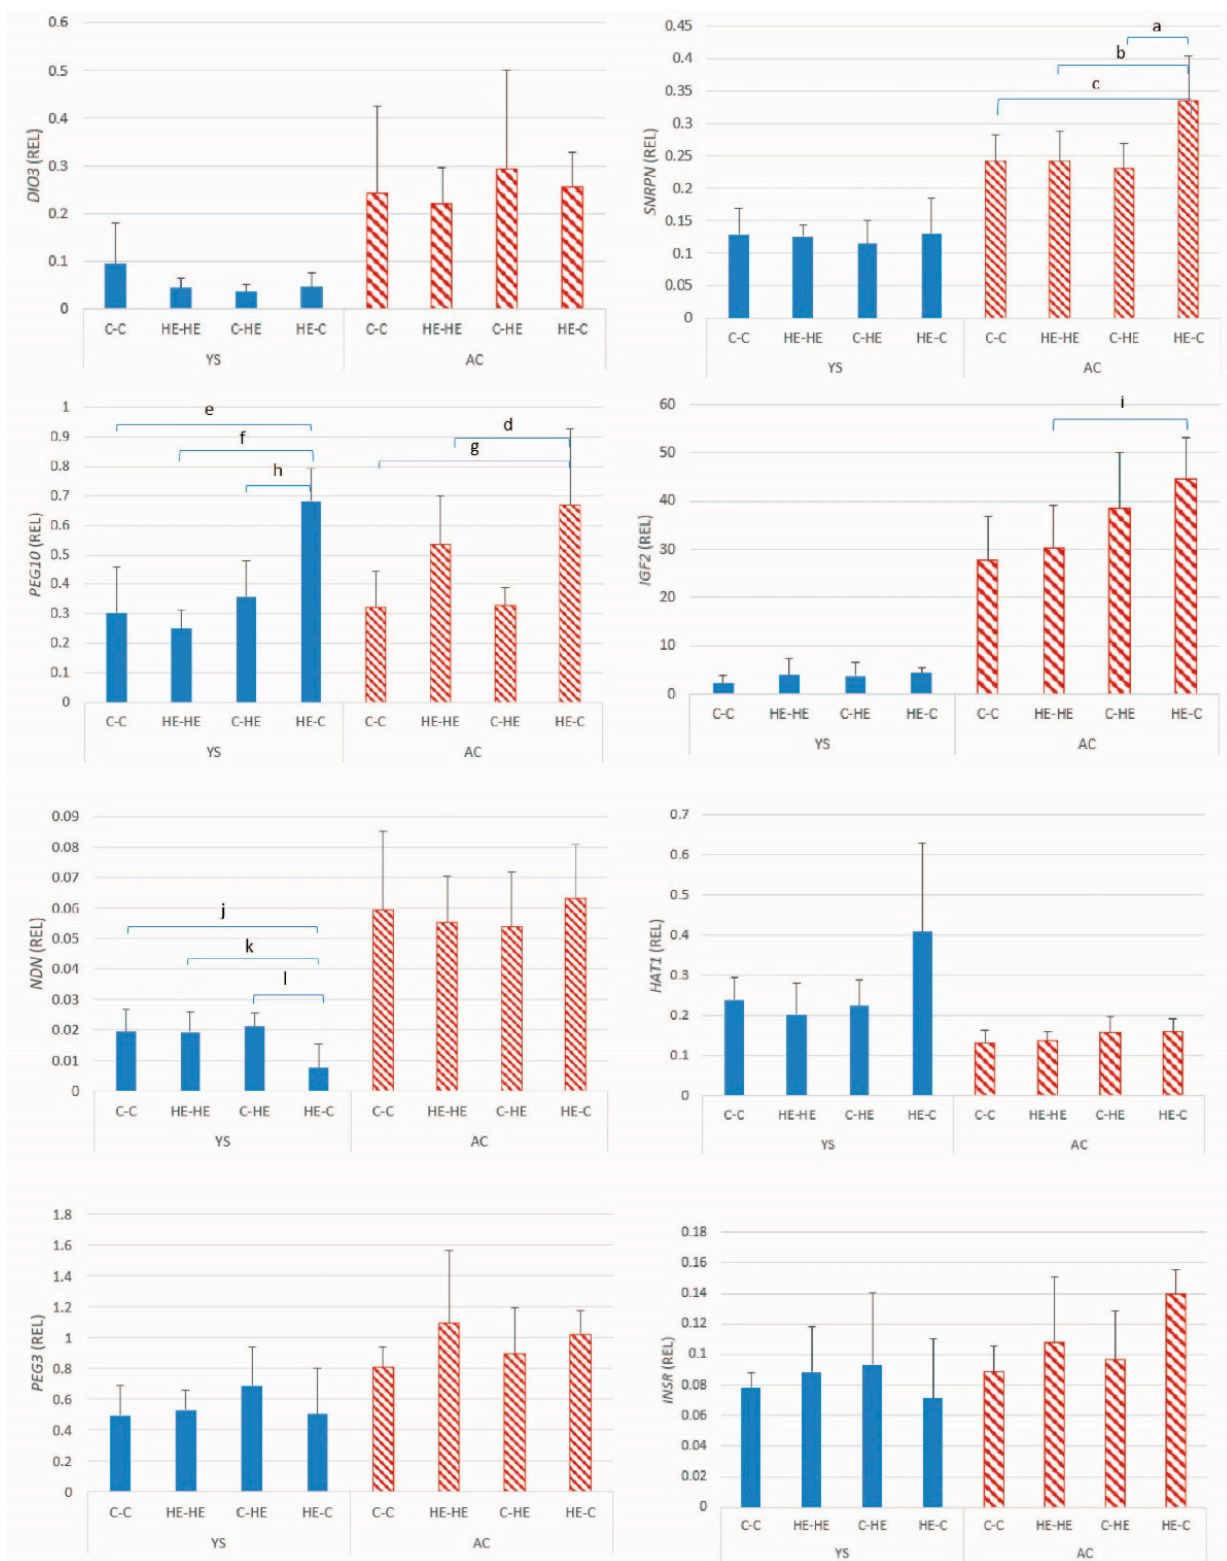 DIO3 (REL)
0.6
0.5
0.4
0.3
0.2
0.1
0
C-C HE-HE C-HE HE-C C-C HE-HE C-HE HE-C
YS AC
SNRPN (REL)
0.45
0.4
0.35
0.3
0.25
0.2
0.15
0.1
0.05
0
a
b
c
C-C HE-HE C-HE HE-C C-C HE-HE C-HE HE-C
YS AC
PEG10 (REL)
1
0.9
0.8
0.7
0.6
0.5
0.4
0.3
0.2
0.1
0
e
f
h
d
g
C-C HE-HE C-HE HE-C C-C HE-HE C-HE HE-C
YS AC
IGF2 (REL)
60
50
40
30
20
10
0
i
C-C HE-HE C-HE HE-C C-C HE-HE C-HE HE-C
YS AC
NDN (REL)
0.09
0.08
0.07
0.06
0.05
0.04
0.03
0.02
0.01
0
j
k
l
C-C HE-HE C-HE HE-C C-C HE-HE C-HE HE-C
YS AC
HAT1 (REL)
0.7
0.6
0.5
0.4
0.3
0.2
0.1
0
C-C HE-HE C-HE HE-C C-C HE-HE C-HE HE-C
YS AC
PEG3 (REL)
1.8
1.6
1.4
1.2
1
0.8
0.6
0.4
0.2
0
C-C HE-HE C-HE HE-C C-C HE-HE C-HE HE-C
YS AC
INSR (REL)
0.18
0.16
0.14
0.12
0.1
0.08
0.06
0.04
0.02
0
C-C HE-HE C-HE HE-C C-C HE-HE C-HE HE-C
YS AC